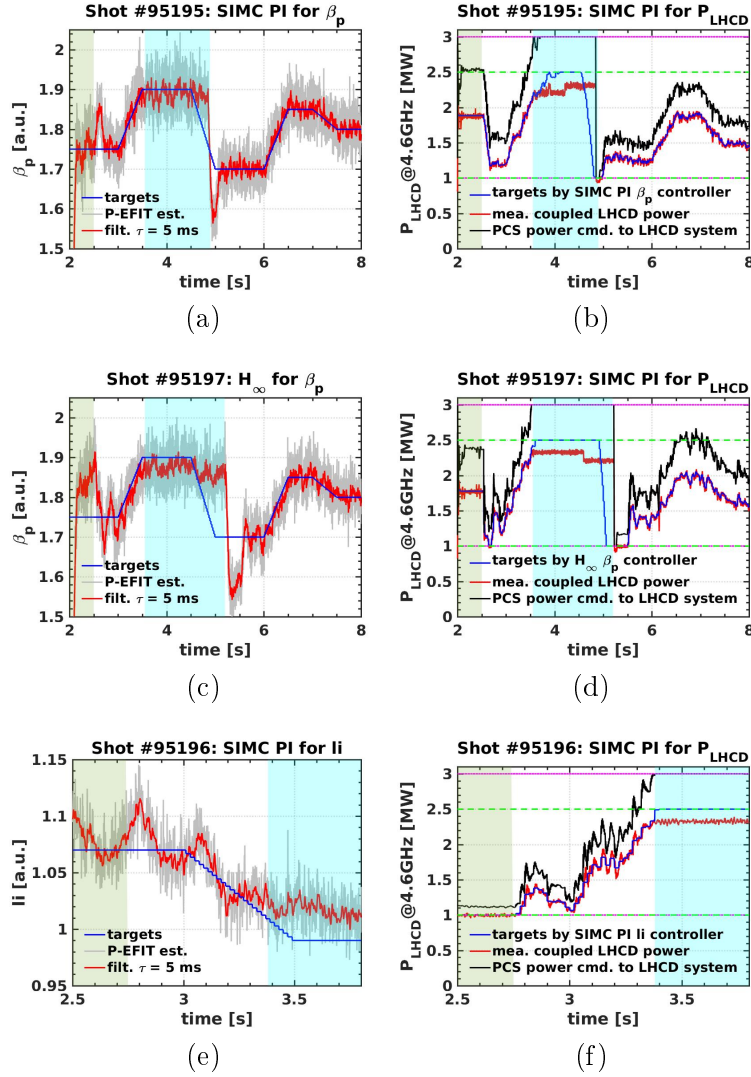 Shot #95195: SIMC PI for βp
2
1.9
1.8
1.7
1.6
1.5
βp [a.u.]
targets
P-EFIT est.
filt. τ = 5 ms
2 4 6 8
time [s]
(a)
Shot #95195: SIMC PI for PLHCD
3
2.5
2
1.5
1
0.5
0
PLHCD@4.6GHz [MW]
targets by SIMC PI βp controller
mea. coupled LHCD power
PCS power cmd. to LHCD system
2 4 6 8
time [s]
(b)
Shot #95197: H∞ for βp
2
1.9
1.8
1.7
1.6
1.5
βp [a.u.]
targets
P-EFIT est.
filt. τ = 5 ms
2 4 6 8
time [s]
(c)
Shot #95197: SIMC PI for PLHCD
3
2.5
2
1.5
1
0.5
0
PLHCD@4.6GHz [MW]
targets by H∞ βp controller
mea. coupled LHCD power
PCS power cmd. to LHCD system
2 4 6 8
time [s]
(d)
Shot #95196: SIMC PI for li
1.15
1.1
1.05
1
0.95
li [a.u.]
targets
P-EFIT est.
filt. τ = 5 ms
2.5 3 3.5
time [s]
(e)
Shot #95196: SIMC PI for PLHCD
3
2.5
2
1.5
1
0.5
0
PLHCD@4.6GHz [MW]
targets by SIMC PI li controller
mea. coupled LHCD power
PCS power cmd. to LHCD system
2.5 3 3.5
time [s]
(f)